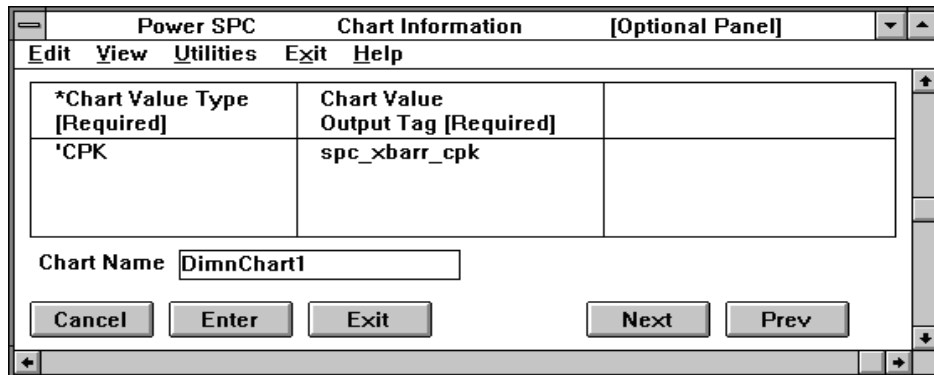 Power SPC Chart Information [Optional Panel]
Edit View Utilities Exit Help
*Chart Value Type Chart Value
[Required] Output Tag [Required]
'CPK spc_xbarr_cpk
Chart Name DimnChart1
Cancel Enter Exit Next Prev